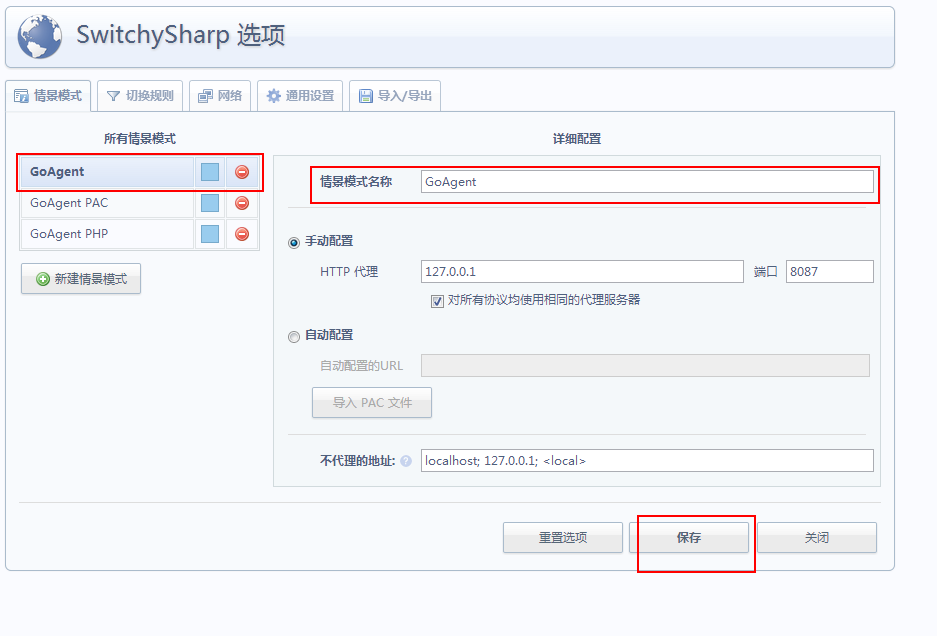 SwitchySharp 选项
情景模式 切换规则 网络 通用设置 导入/导出
所有情景模式
GoAgent
GoAgent PAC
GoAgent PHP
新建情景模式
详细配置
情景模式名称 GoAgent
手动配置
HTTP 代理 127.0.0.1 端口 8087
对所有协议均使用相同的代理服务器
自动配置
自动配置的URL
导入 PAC 文件
不代理的地址: ? localhost; 127.0.0.1; <local>
重置选项 保存 关闭